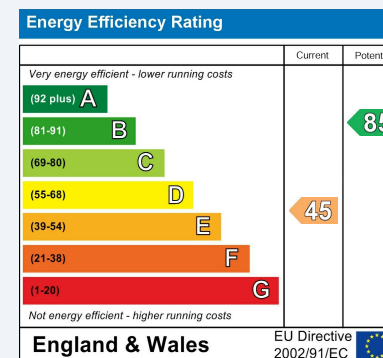 Energy Efficiency Rating
Current Potent
Very energy efficient - lower running costs
(92 plus) A
(81-91) B
85
(69-80) C
(55-68) D
45
(39-54) E
(21-38) F
(1-20) G
Not energy efficient - higher running costs
England & Wales
EU Directive
2002/91/EC